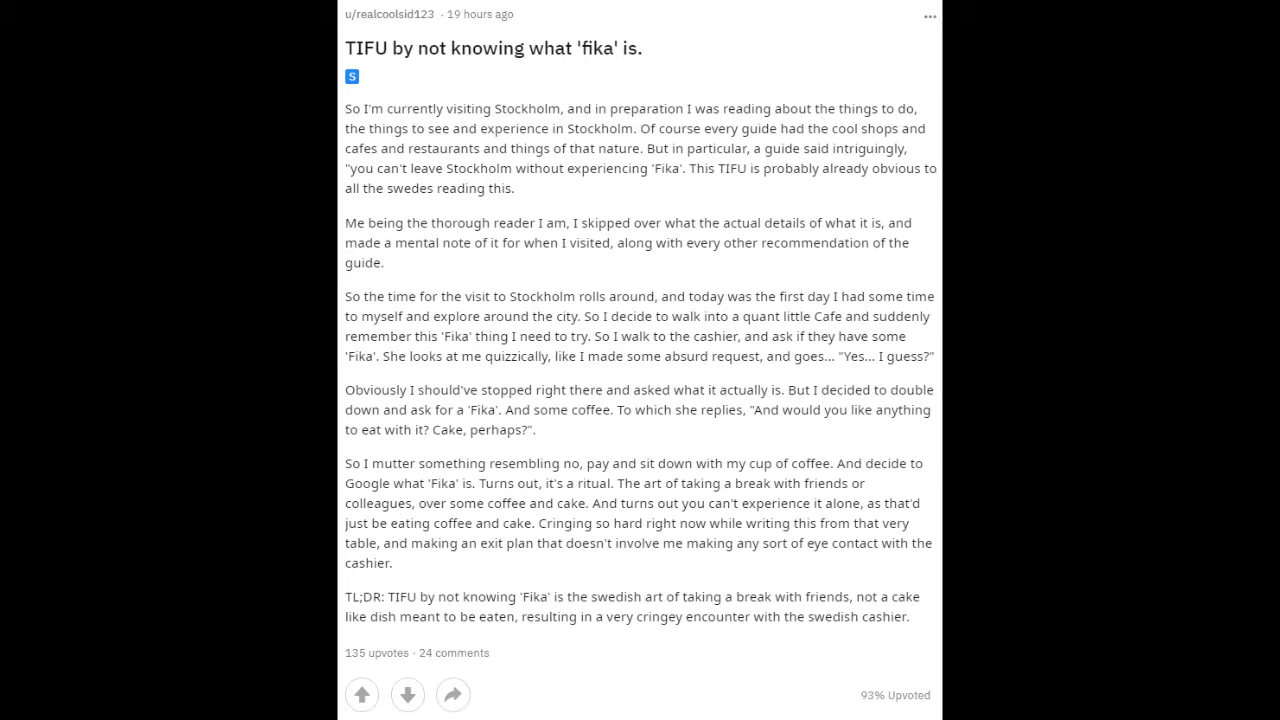 u/realcoolsid123 · 19 hours ago
TIFU by not knowing what 'fika' is.
S
So I'm currently visiting Stockholm, and in preparation I was reading about the things to do,
the things to see and experience in Stockholm. Of course every guide had the cool shops and
cafes and restaurants and things of that nature. But in particular, a guide said intriguingly,
"you can't leave Stockholm without experiencing 'Fika'. This TIFU is probably already obvious to
all the swedes reading this.
Me being the thorough reader I am, I skipped over what the actual details of what it is, and
made a mental note of it for when I visited, along with every other recommendation of the
guide.
So the time for the visit to Stockholm rolls around, and today was the first day I had some time
to myself and explore around the city. So I decide to walk into a quant little Cafe and suddenly
remember this 'Fika' thing I need to try. So I walk to the cashier, and ask if they have some
'Fika'. She looks at me quizzically, like I made some absurd request, and goes... "Yes... I guess?"
Obviously I should've stopped right there and asked what it actually is. But I decided to double
down and ask for a 'Fika'. And some coffee. To which she replies, "And would you like anything
to eat with it? Cake, perhaps?".
So I mutter something resembling no, pay and sit down with my cup of coffee. And decide to
Google what 'Fika' is. Turns out, it's a ritual. The art of taking a break with friends or
colleagues, over some coffee and cake. And turns out you can't experience it alone, as that'd
just be eating coffee and cake. Cringing so hard right now while writing this from that very
table, and making an exit plan that doesn't involve me making any sort of eye contact with the
cashier.
TL;DR: TIFU by not knowing 'Fika' is the swedish art of taking a break with friends, not a cake
like dish meant to be eaten, resulting in a very cringey encounter with the swedish cashier.
135 upvotes · 24 comments
93% Upvoted